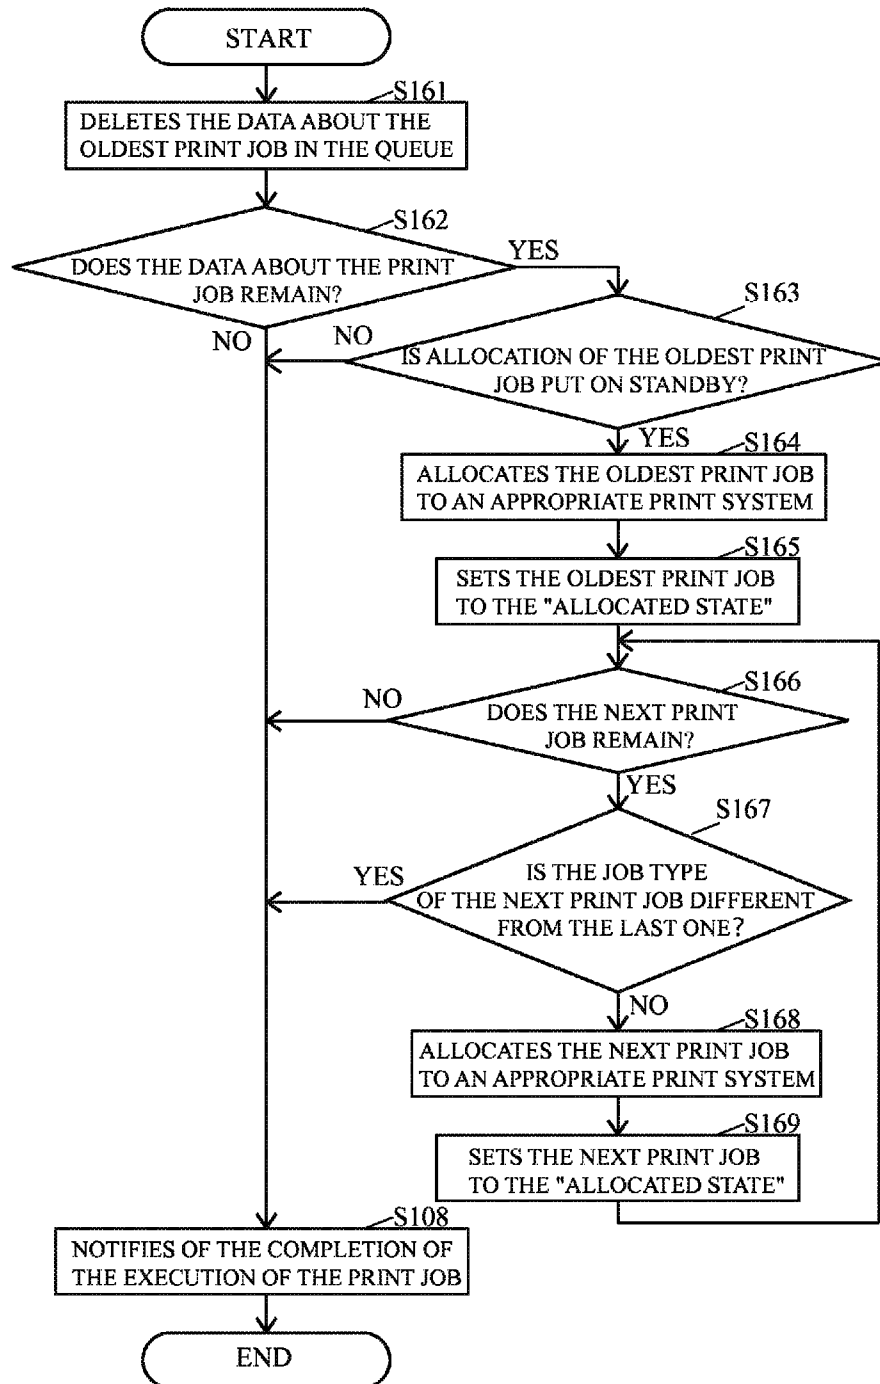 START
S161
DELETES THE DATA ABOUT THE
OLDEST PRINT JOB IN THE QUEUE
S162
DOES THE DATA ABOUT THE PRINT
JOB REMAIN?
YES
NO
S163
IS ALLOCATION OF THE OLDEST PRINT
JOB PUT ON STANDBY?
NO
YES
S164
ALLOCATES THE OLDEST PRINT JOB
TO AN APPROPRIATE PRINT SYSTEM
S165
SETS THE OLDEST PRINT JOB
TO THE "ALLOCATED STATE"
S166
DOES THE NEXT PRINT
JOB REMAIN?
NO
YES
S167
IS THE JOB TYPE
OF THE NEXT PRINT JOB DIFFERENT
FROM THE LAST ONE?
YES
NO
S168
ALLOCATES THE NEXT PRINT JOB
TO AN APPROPRIATE PRINT SYSTEM
S169
SETS THE NEXT PRINT JOB
TO THE "ALLOCATED STATE"
S108
NOTIFIES OF THE COMPLETION OF
THE EXECUTION OF THE PRINT JOB
END